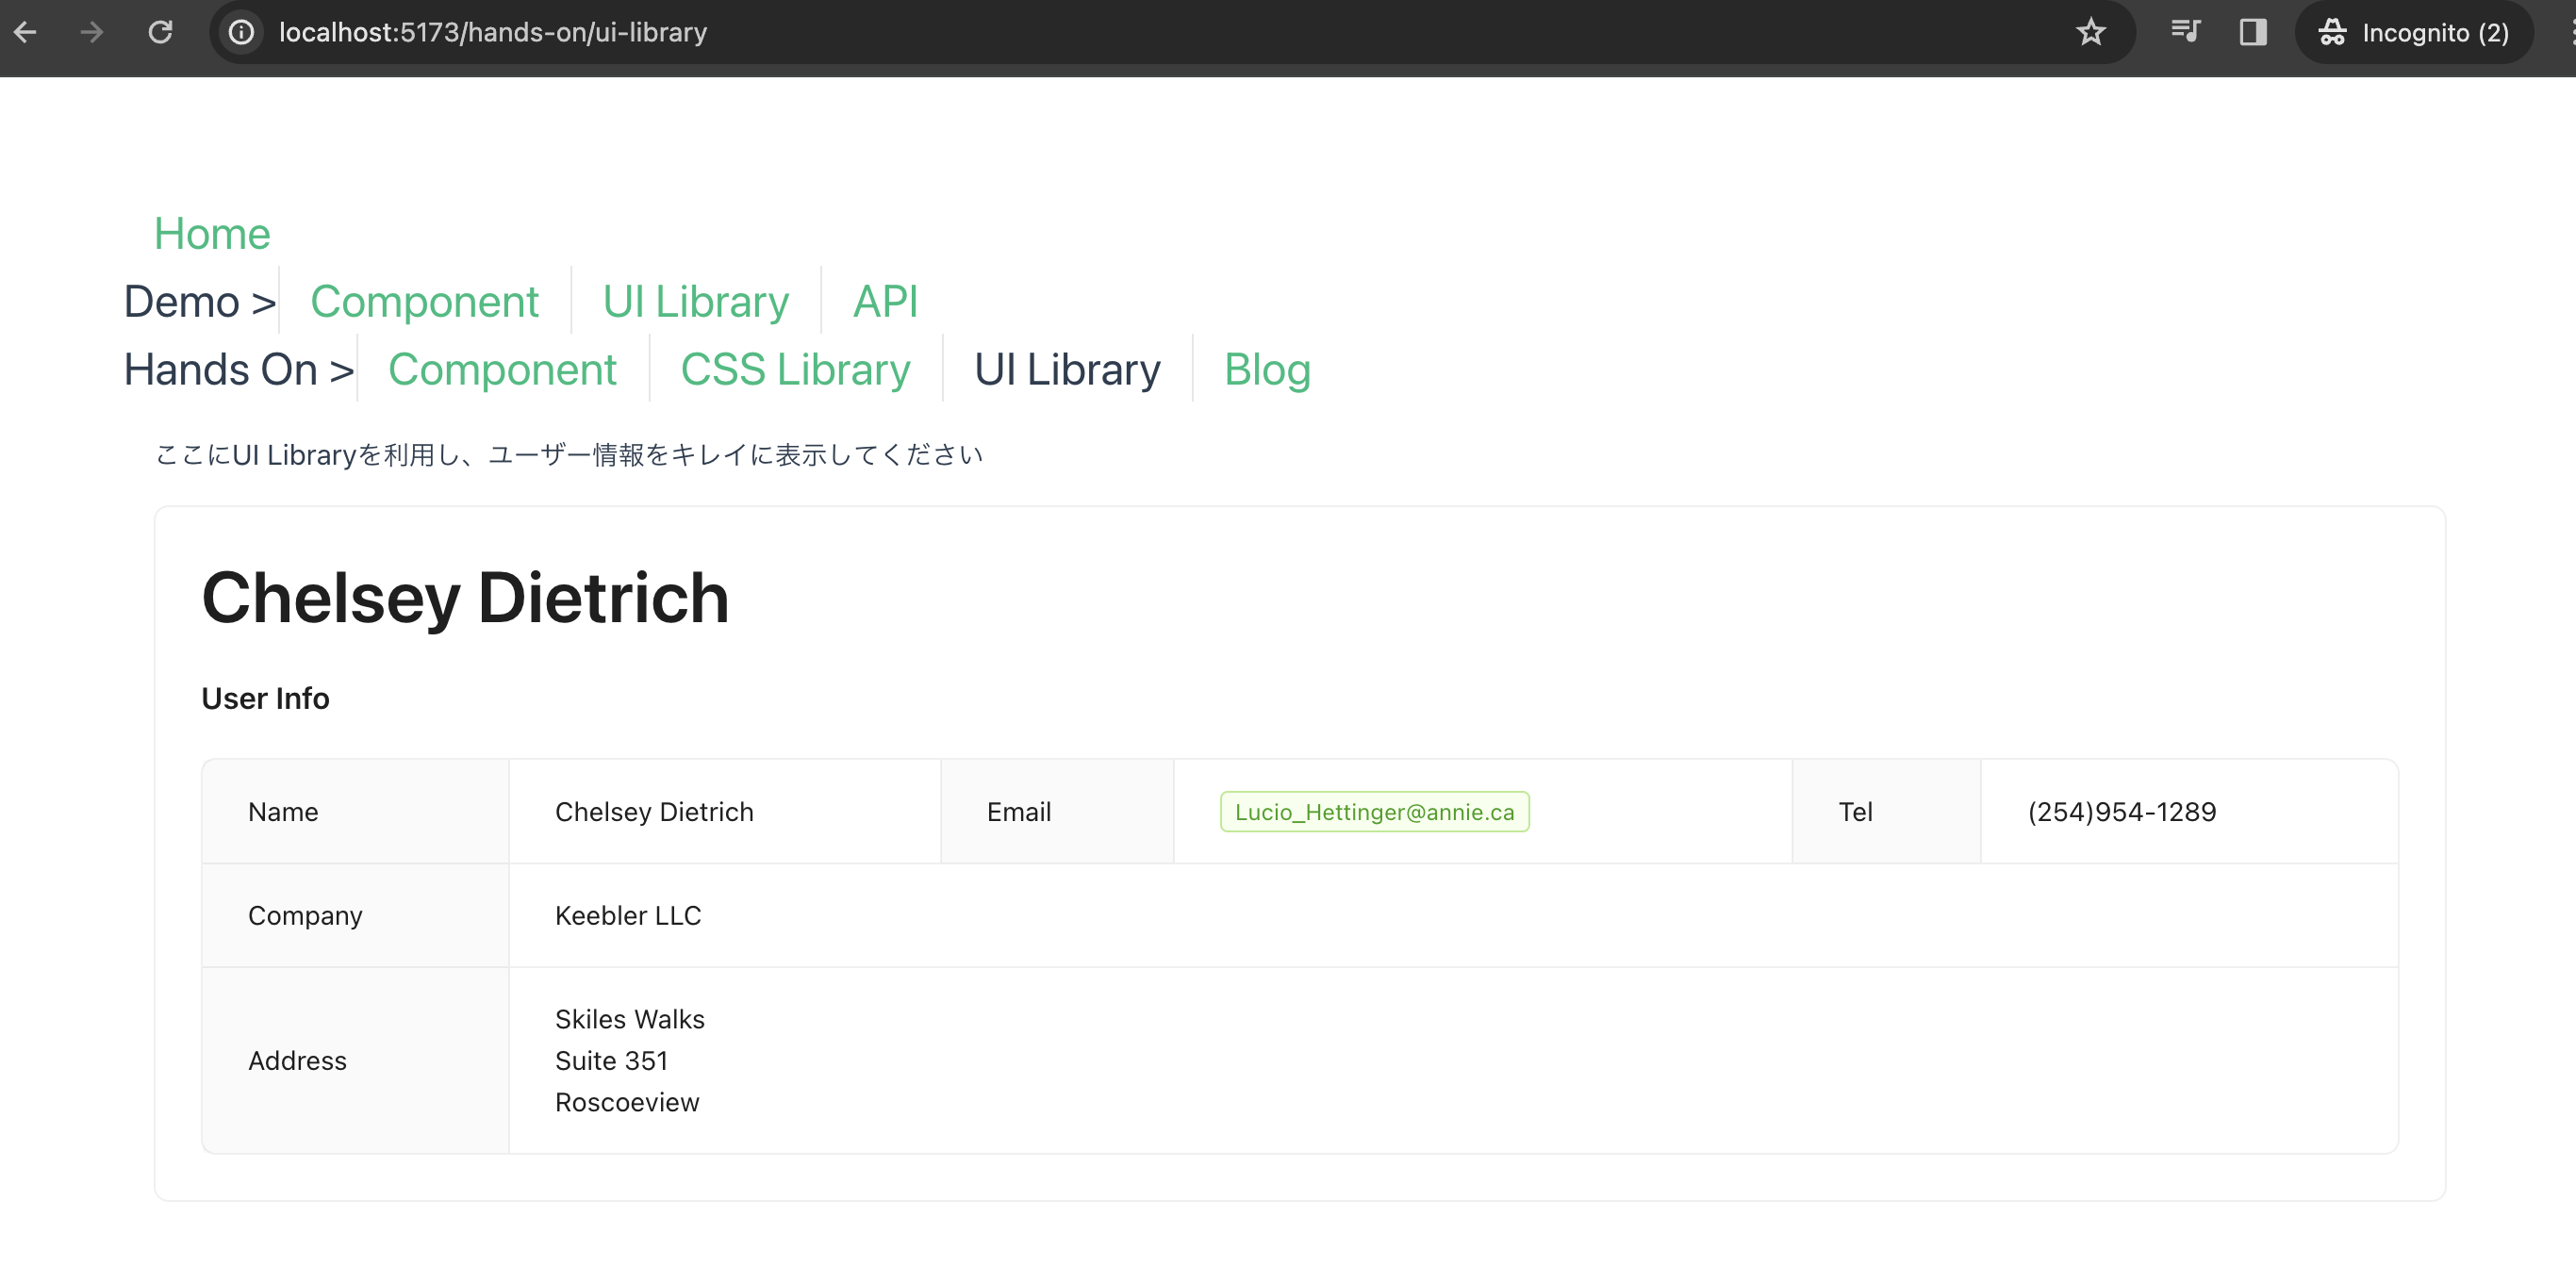 localhost:5173/hands-on/ui-library
Incognito (2)
Home
Demo > Component UI Library API
Hands On > Component CSS Library UI Library Blog
ここにUI Libraryを利用し、ユーザー情報をキレイに表示してください
Chelsey Dietrich
User Info
Name Chelsey Dietrich Email Lucio_Hettinger@annie.ca Tel (254)954-1289
Company Keebler LLC
Address
Skiles Walks
Suite 351
Roscoeview